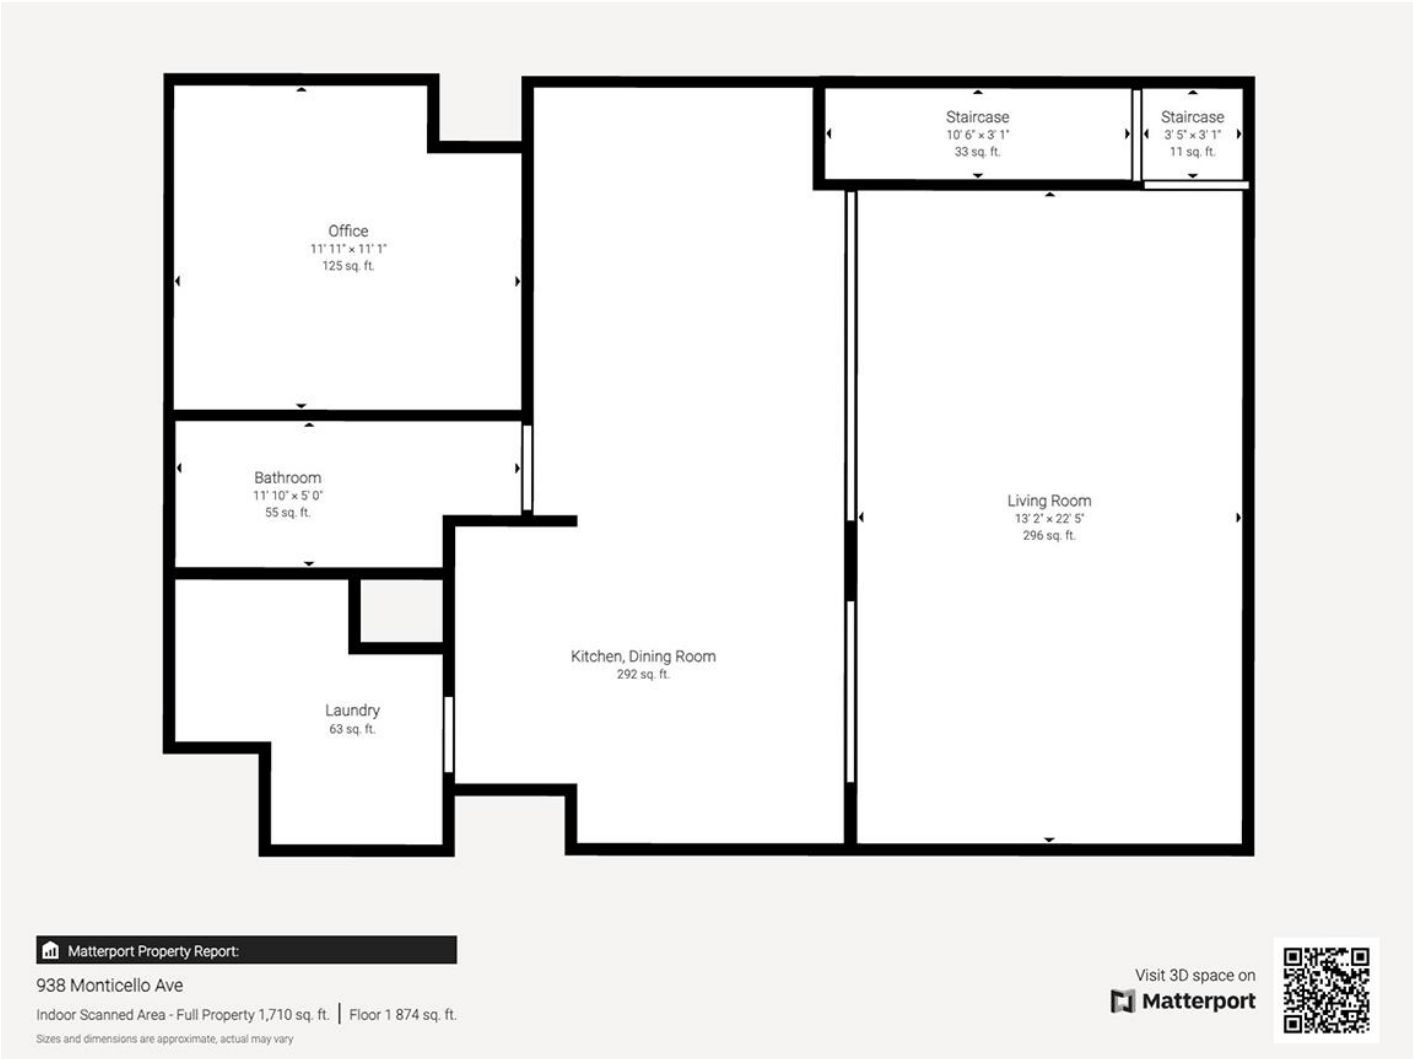 Staircase
10' 6" × 3' 1"
33 sq. ft.
Staircase
3' 5" × 3' 1"
11 sq. ft.
Office
11' 11" × 11' 1"
125 sq. ft.
Bathroom
11' 10" × 5' 0"
55 sq. ft.
Living Room
13' 2" × 22' 5"
296 sq. ft.
Kitchen, Dining Room
292 sq. ft.
Laundry
63 sq. ft.
Matterport Property Report:
938 Monticello Ave
Indoor Scanned Area - Full Property 1,710 sq. ft. | Floor 1 874 sq. ft.
Sizes and dimensions are approximate, actual may vary
Visit 3D space on
Matterport